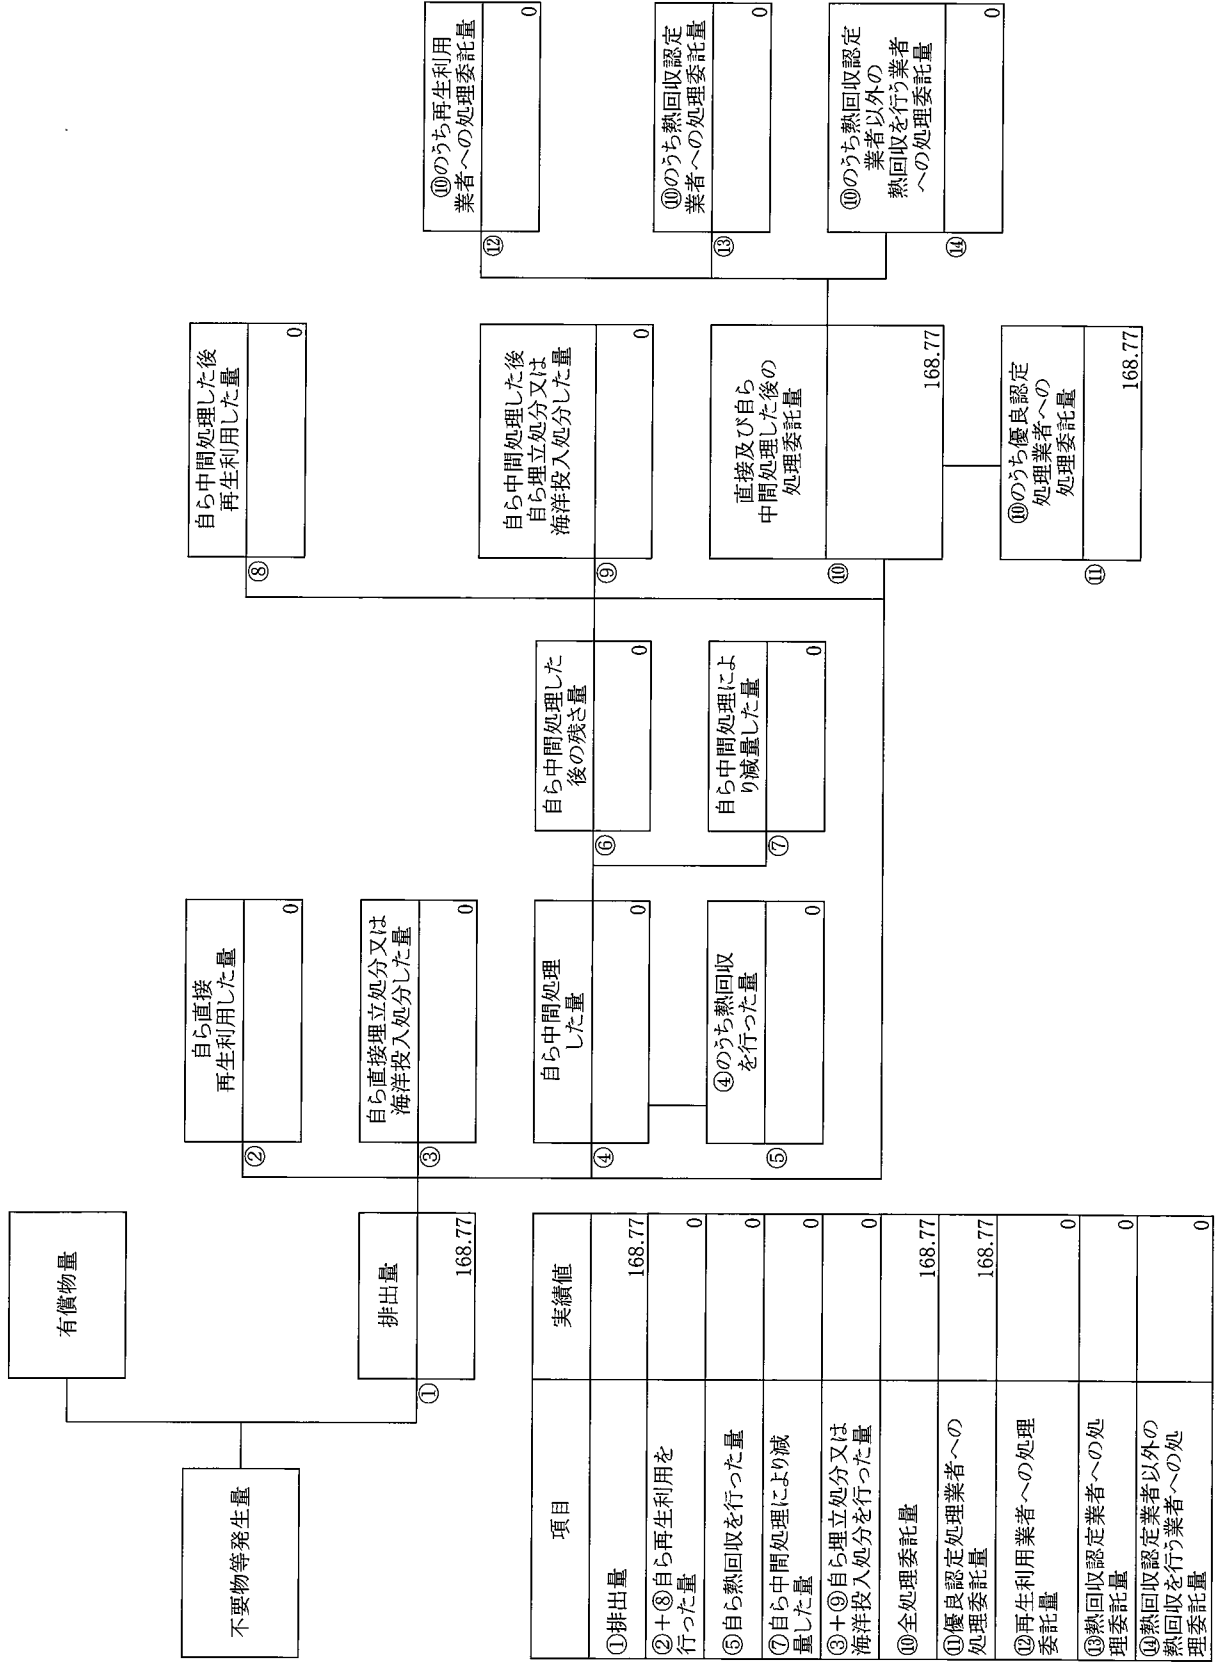 不要物等発生量
有償物量
排出量
①
168.77
自ら直接
再生利用した量
②
0
自ら直接埋立処分又は
海洋投入処分した量
③
0
自ら中間処理
した量
④
0
④のうち熱回収
を行った量
⑤
0
自ら中間処理した
後の残さ量
⑥
0
自ら中間処理によ
り減量した量
⑦
0
自ら中間処理した後
再生利用した量
⑧
0
自ら中間処理した後
自ら埋立処分又は
海洋投入処分した量
⑨
0
直接及び自ら
中間処理した後の
処理委託量
⑩
168.77
⑩のうち優良認定
処理業者への
処理委託量
⑪
168.77
⑩のうち再生利用
業者への処理委託量
⑫
0
⑩のうち熱回収認定
業者への処理委託量
⑬
0
⑩のうち熱回収認定
業者以外の
熱回収を行う業者
への処理委託量
⑭
0
項目 実績値
①排出量 168.77
②+⑧自ら再生利用を
行った量 0
⑤自ら熱回収を行った量 0
⑦自ら中間処理により減
量した量 0
③+⑨自ら埋立処分又は
海洋投入処分を行った量 0
⑩全処理委託量 168.77
⑪優良認定処理業者への
処理委託量 168.77
⑫再生利用業者への処理
委託量 0
⑬熱回収認定業者への処
理委託量 0
⑭熱回収認定業者以外の
熱回収を行う業者への処
理委託量 0